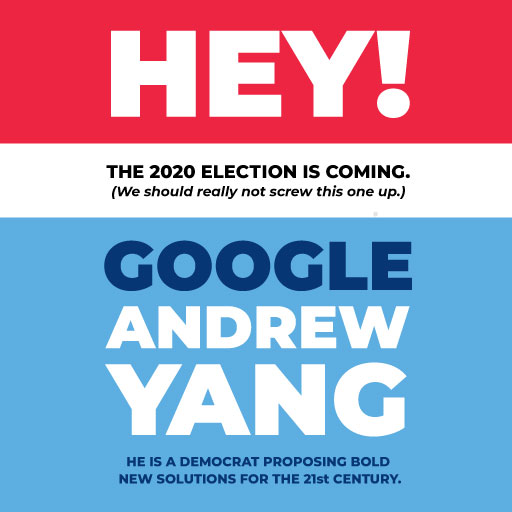 HEY!
THE 2020 ELECTION IS COMING.
(We should really not screw this one up.)
GOOGLE
ANDREW
YANG
HE IS A DEMOCRAT PROPOSING BOLD
NEW SOLUTIONS FOR THE 21st CENTURY.